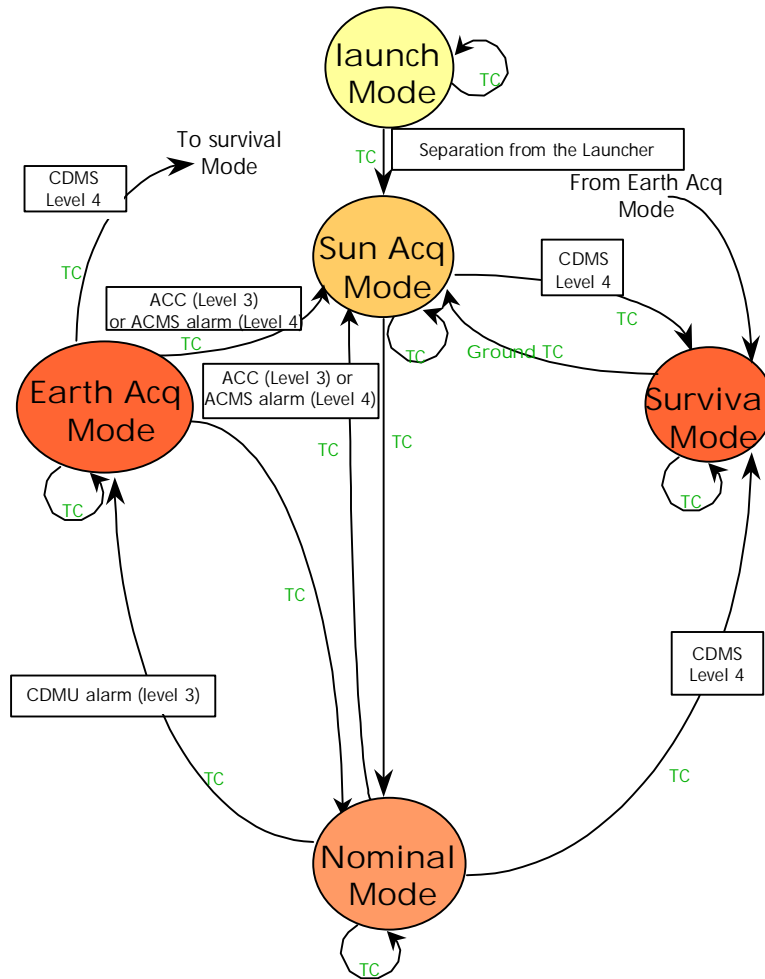 launch
Mode
TC
To survival
Mode
TC
Separation from the Launcher
CDMS
Level 4
From Earth Acq
Mode
Sun Acq
Mode
CDMS
Level 4
TC
ACC (Level 3)
or ACMS alarm (Level 4)
TC
TC
TC
Ground TC
Earth Acq
Mode
ACC (Level 3) or
ACMS alarm (Level 4)
Surviva
Mode
TC
TC
TC
TC
TC
CDMS
Level 4
CDMU alarm (level 3)
TC
TC
Nominal
Mode
TC